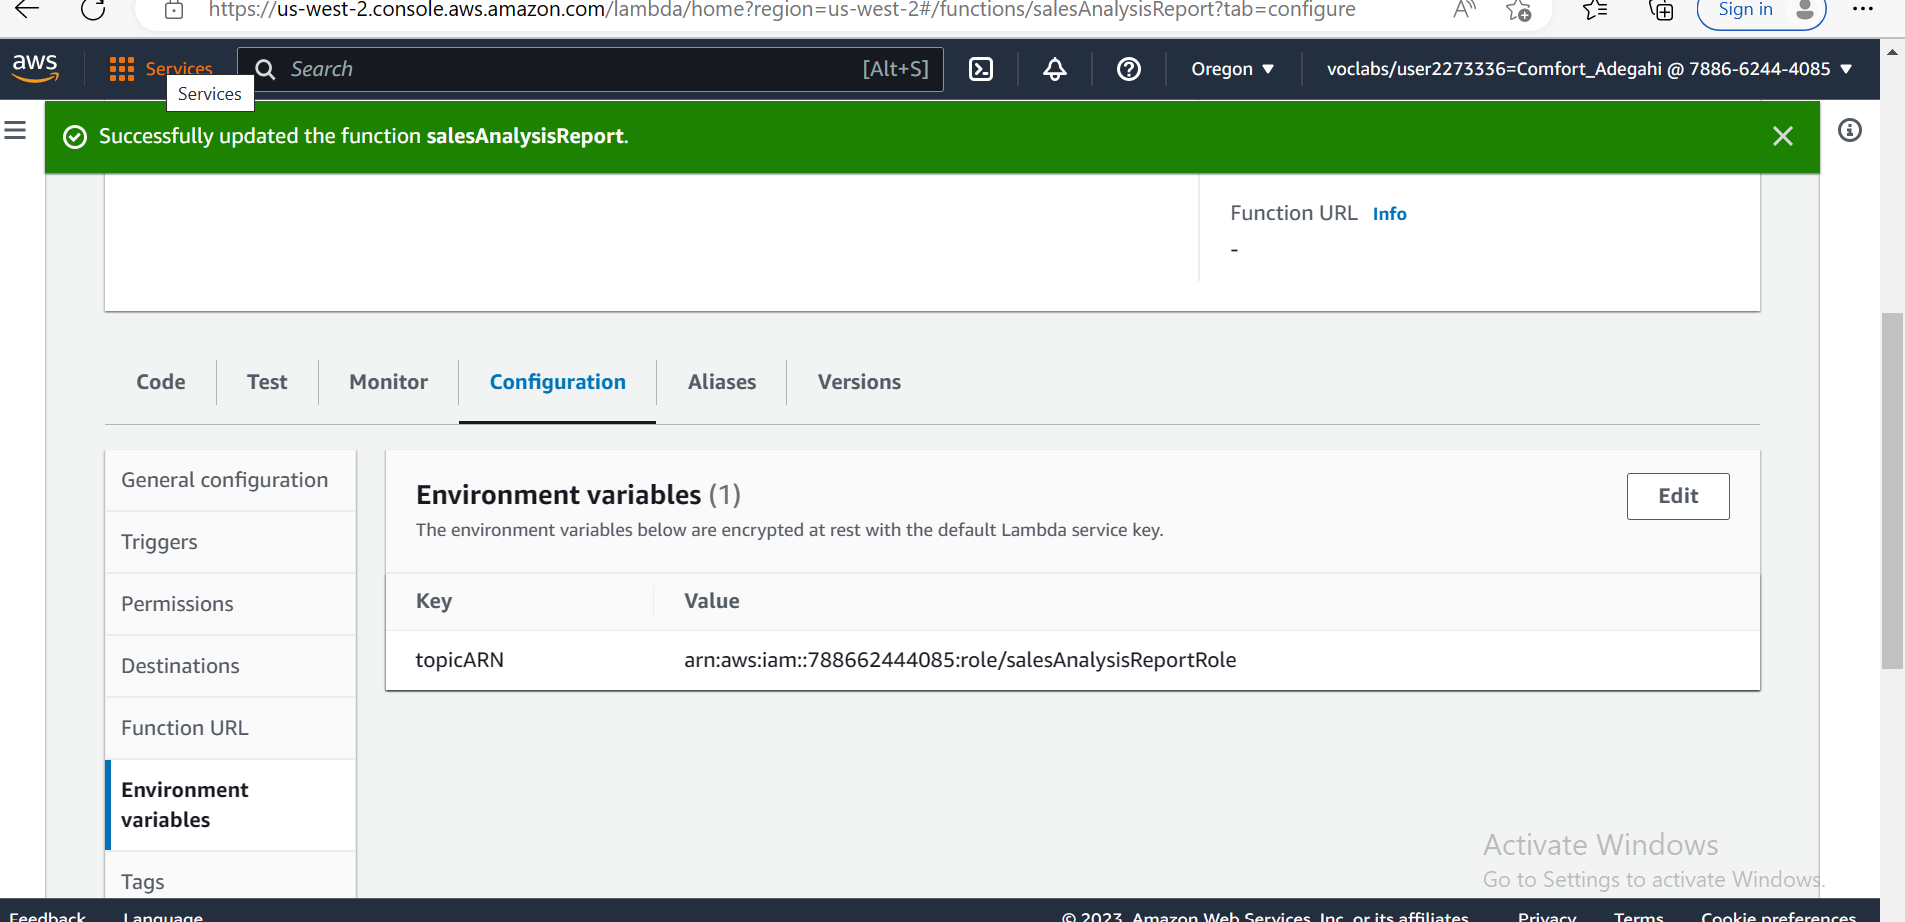 https://us-west-2.console.aws.amazon.com/lambda/home?region=us-west-2#/functions/salesAnalysisReport?tab=configure
Sign in
aws
Services
Search
[Alt+S]
Oregon
voclabs/user2273336=Comfort_Adegahi @ 7886-6244-4085
Services
Successfully updated the function salesAnalysisReport.
Function URL Info
-
Code
Test
Monitor
Configuration
Aliases
Versions
General configuration
Triggers
Permissions
Destinations
Function URL
Environment
variables
Tags
Environment variables (1)
Edit
The environment variables below are encrypted at rest with the default Lambda service key.
Key
Value
topicARN
arn:aws:iam::788662444085:role/salesAnalysisReportRole
Activate Windows
Go to Settings to activate Windows.
Feedback
Language
© 2023, Amazon Web Services, Inc. or its affiliates.
Privacy
Terms
Cookie preferences